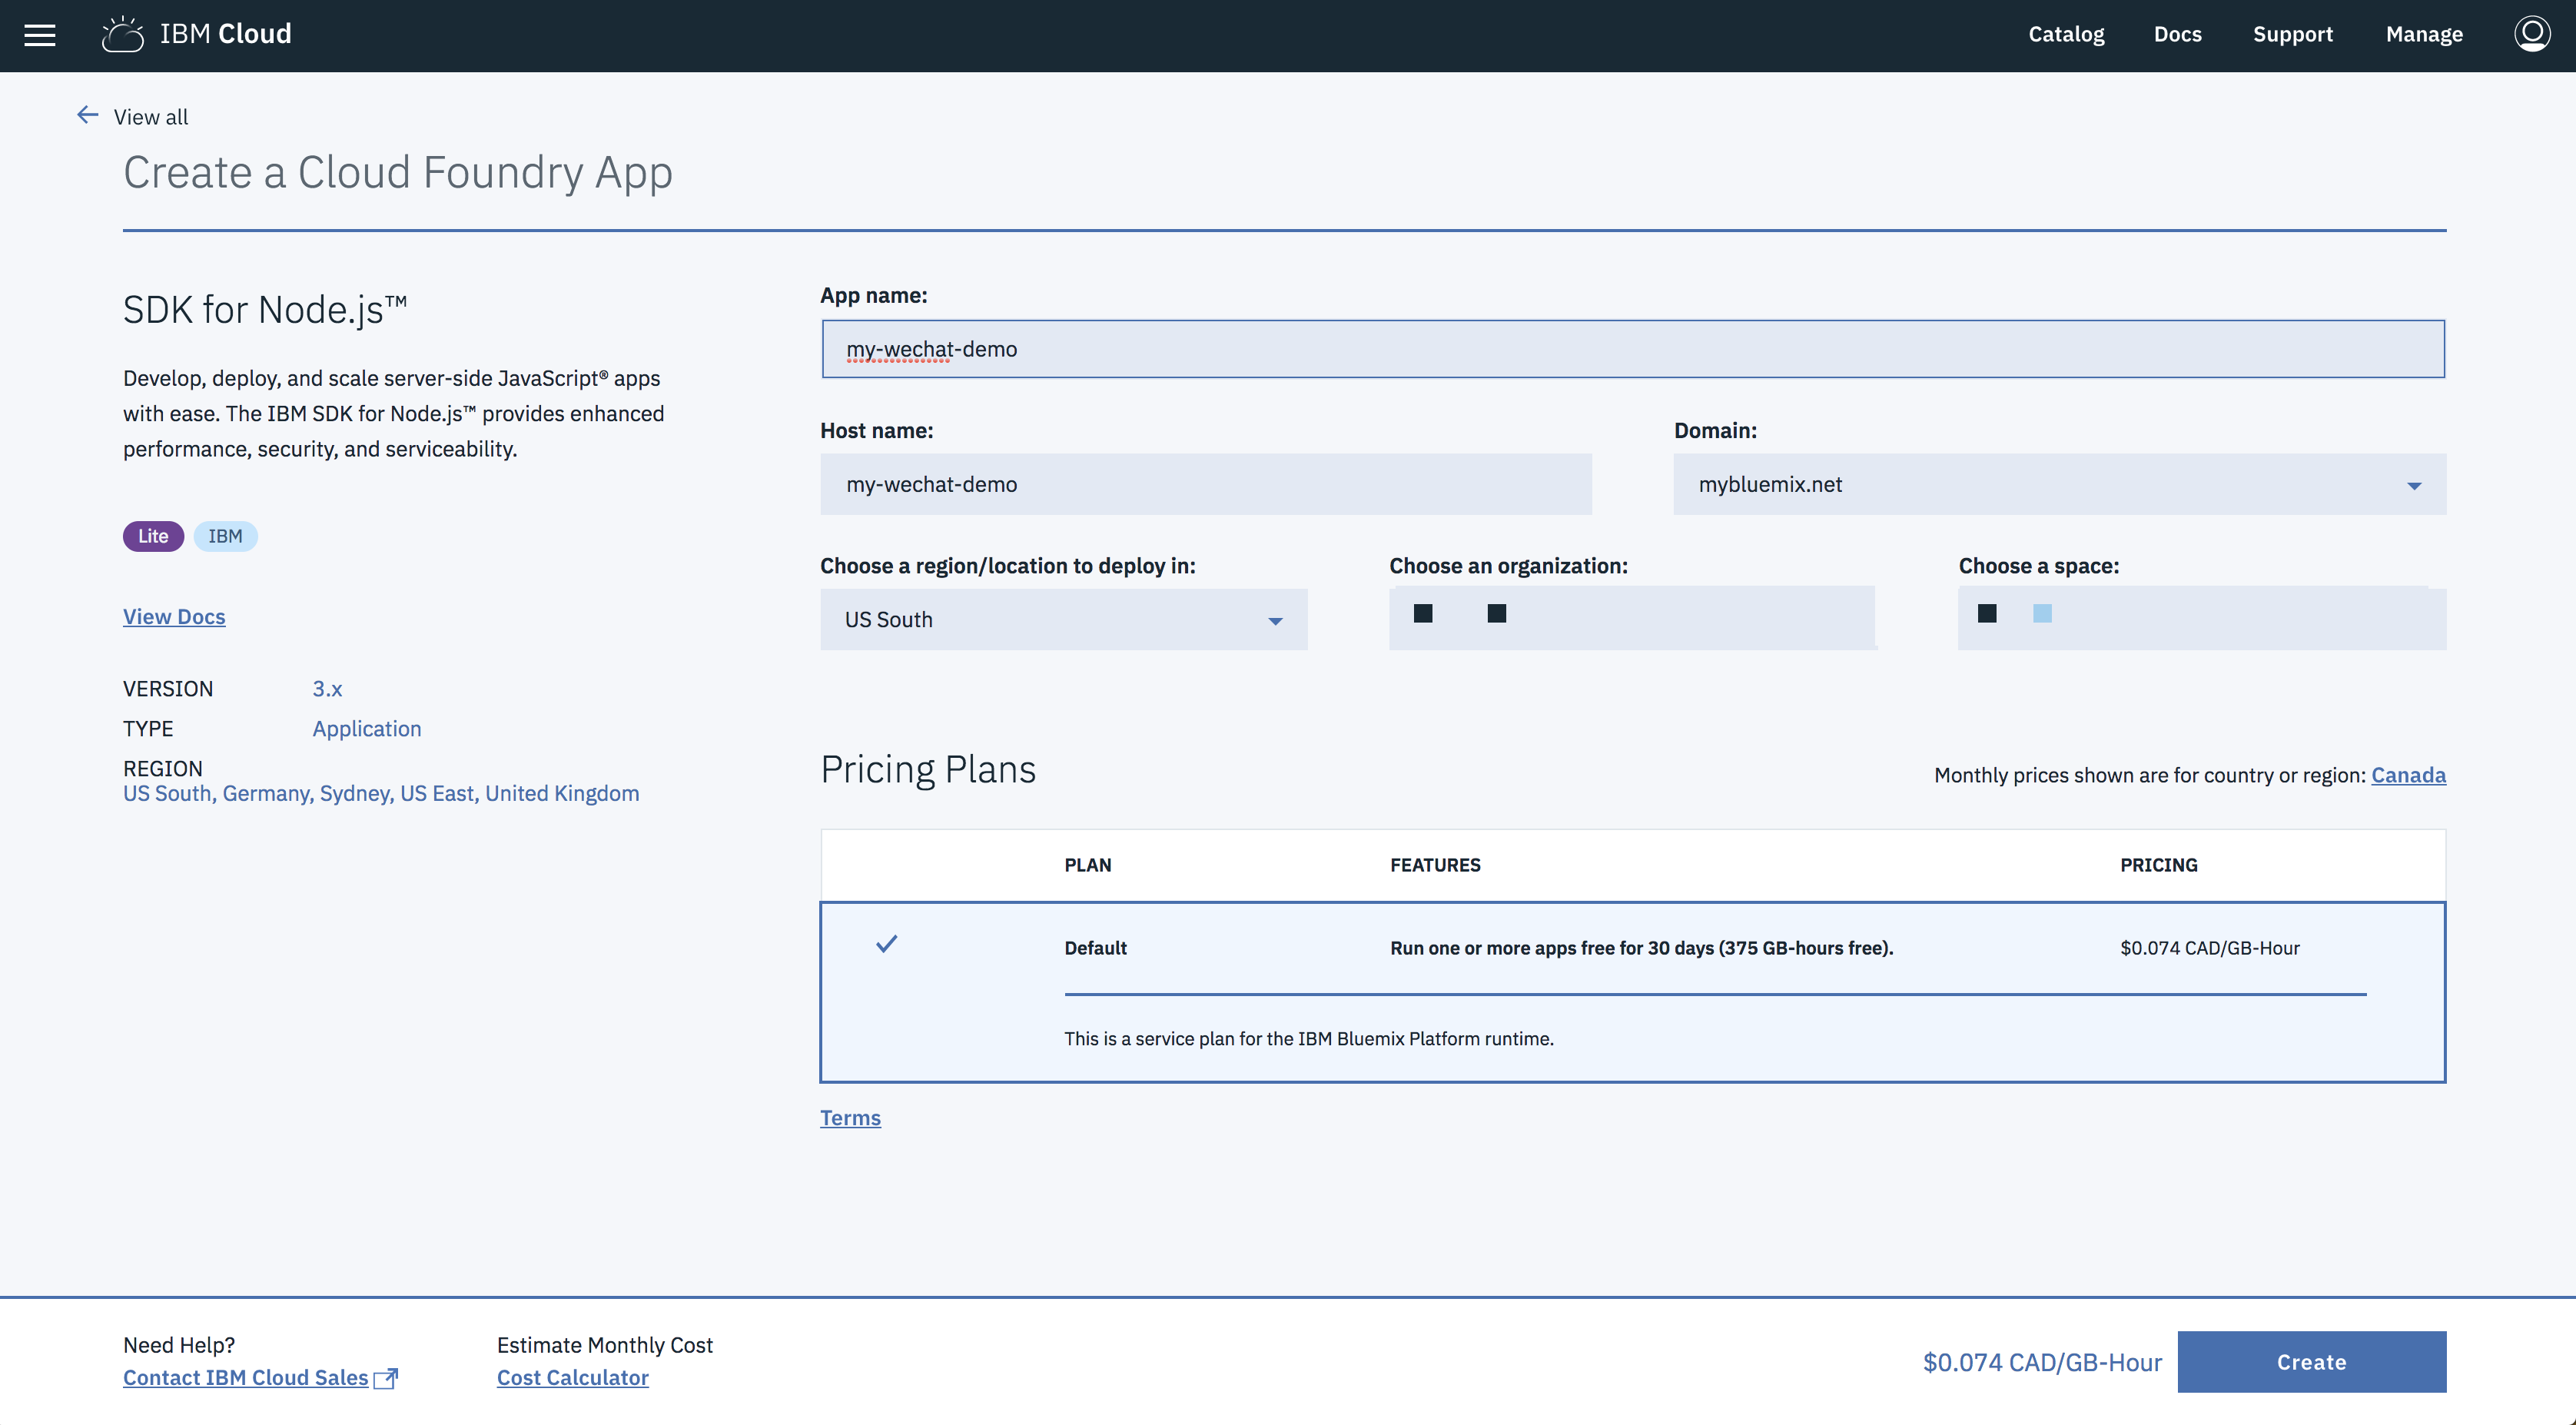 IBM Cloud
Catalog Docs Support Manage
View all
Create a Cloud Foundry App
SDK for Node.js™
Develop, deploy, and scale server-side JavaScript® apps
with ease. The IBM SDK for Node.js™ provides enhanced
performance, security, and serviceability.
Lite IBM
View Docs
VERSION 3.x
TYPE Application
REGION
US South, Germany, Sydney, US East, United Kingdom
App name:
my-wechat-demo
Host name: Domain:
my-wechat-demo mybluemix.net
Choose a region/location to deploy in: Choose an organization: Choose a space:
US South
Pricing Plans
Monthly prices shown are for country or region: Canada
PLAN FEATURES PRICING
Default Run one or more apps free for 30 days (375 GB-hours free). $0.074 CAD/GB-Hour
This is a service plan for the IBM Bluemix Platform runtime.
Terms
Need Help? Estimate Monthly Cost
Contact IBM Cloud Sales Cost Calculator
$0.074 CAD/GB-Hour Create